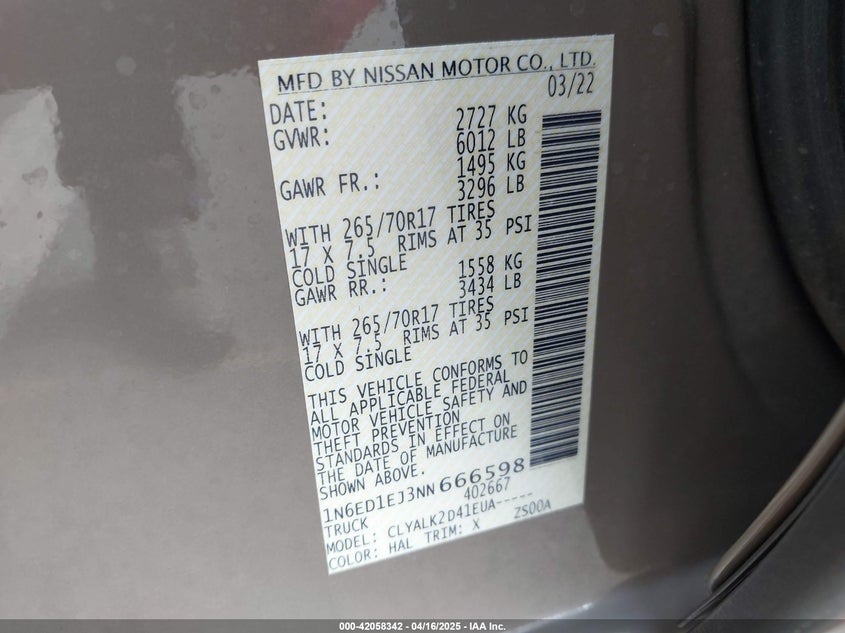 MFD BY NISSAN MOTOR CO., LTD.
DATE: 03/22
GVWR: 2727 KG
6012 LB
GAWR FR.: 1495 KG
3296 LB
WITH 265/70R17 TIRES
17 X 7.5 RIMS AT 35 PSI
COLD SINGLE
GAWR RR.: 1558 KG
3434 LB
WITH 265/70R17 TIRES
17 X 7.5 RIMS AT 35 PSI
COLD SINGLE
THIS VEHICLE CONFORMS TO
ALL APPLICABLE FEDERAL
MOTOR VEHICLE SAFETY AND
THEFT PREVENTION
STANDARDS IN EFFECT ON
THE DATE OF MANUFACTURE
SHOWN ABOVE.
1N6ED1EJ3NN666598
TRUCK 402667
MODEL: CLYALK2D41EUA-----
COLOR: HAL TRIM: X ZS00A
000-42058342 - 04/16/2025 - IAA Inc.